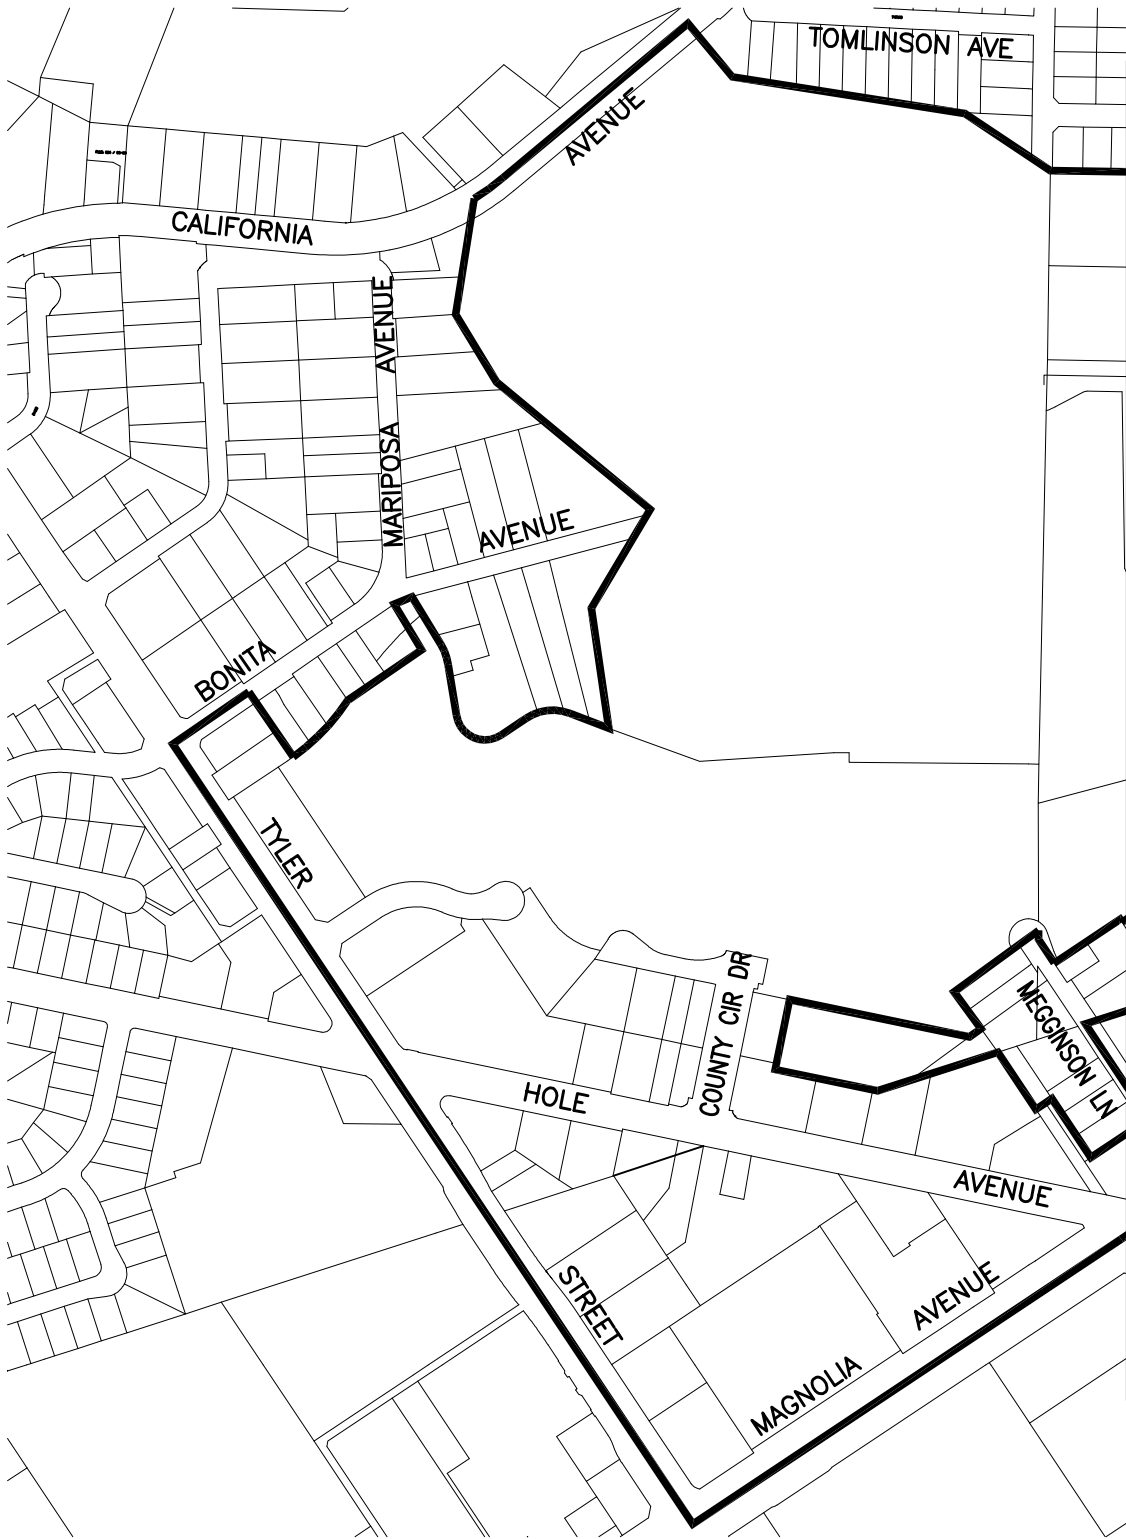 TOMLINSON AVE
AVENUE
CALIFORNIA
MARIPOSA AVENUE
AVENUE
BONITA
TYLER
COUNTY CIR DR
MEGGINSON LN
HOLE
AVENUE
STREET
AVENUE
MAGNOLIA